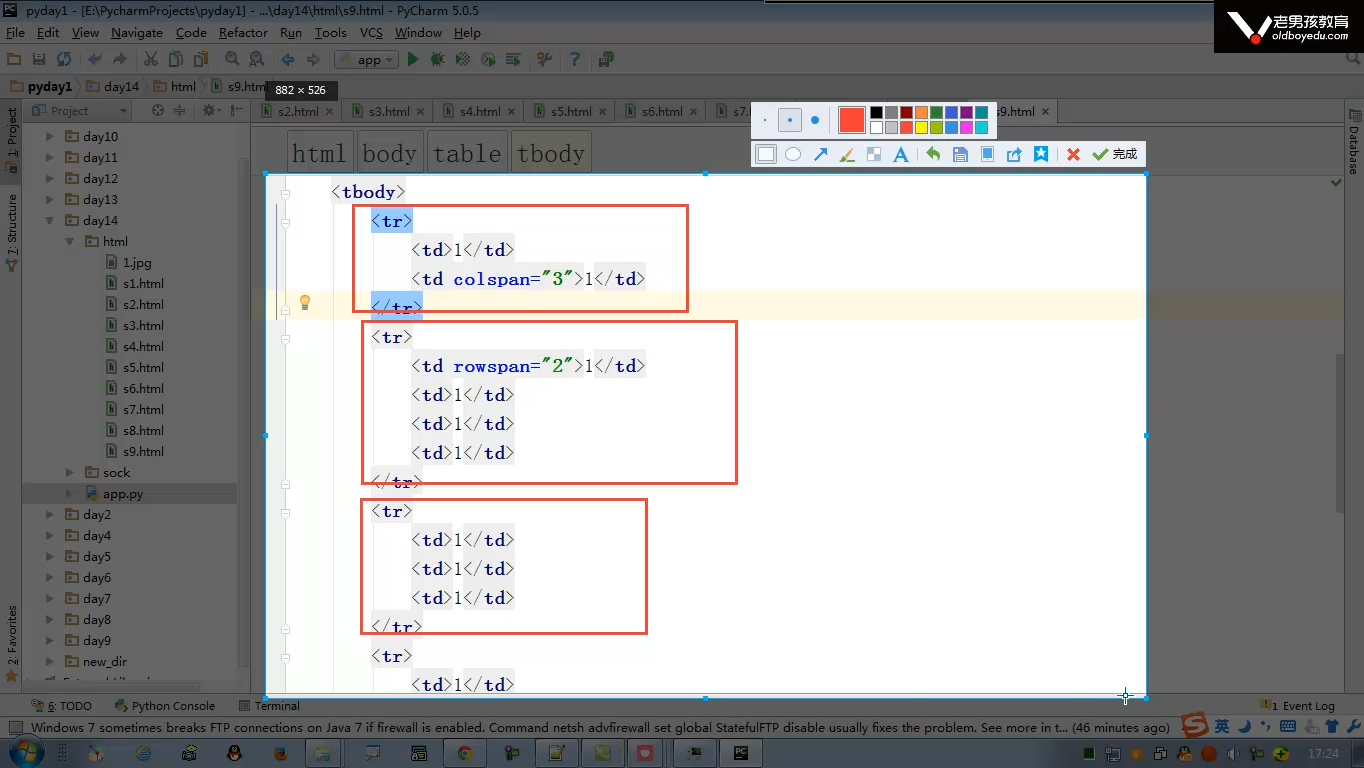 pyday1 - [E:\PycharmProjects\pyday1] - ...\day14\html\s9.html - PyCharm 5.0.5
老男孩教育
oldboyedu.com
File Edit View Navigate Code Refactor Run Tools VCS Window Help
app
pyday1 day14 html s9.html
882 × 526
Project
s2.html s3.html s4.html s5.html s6.html s7. s9.html
完成
html body table tbody
1: Project
7: Structure
2: Favorites
Database
day10
day11
day12
day13
day14
html
1.jpg
s1.html
s2.html
s3.html
s4.html
s5.html
s6.html
s7.html
s8.html
s9.html
sock
app.py
day2
day4
day5
day6
day7
day8
day9
new_dir
<tbody>
<tr>
<td>1</td>
<td colspan="3">1</td>
</tr>
<tr>
<td rowspan="2">1</td>
<td>1</td>
<td>1</td>
<td>1</td>
</tr>
<tr>
<td>1</td>
<td>1</td>
<td>1</td>
</tr>
<tr>
<td>1</td>
6: TODO Python Console Terminal 1 Event Log
Windows 7 sometimes breaks FTP connections on Java 7 if firewall is enabled. Command netsh advfirewall set global StatefulFTP disable usually fixes the problem. See more in t... (46 minutes ago)
英
17:24